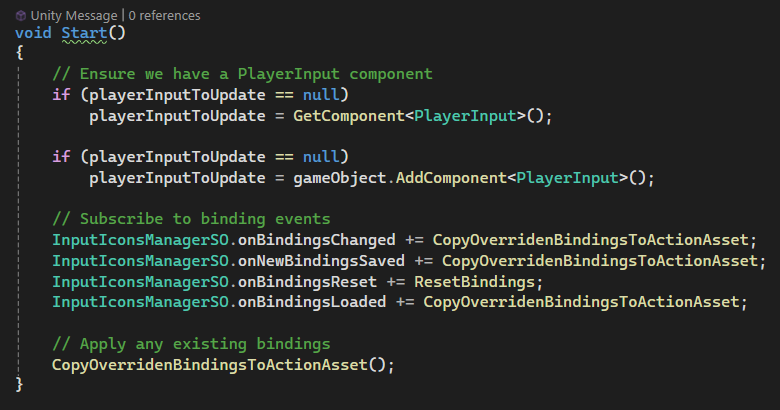 Unity Message | 0 references
void Start()
{
// Ensure we have a PlayerInput component
if (playerInputToUpdate == null)
playerInputToUpdate = GetComponent<PlayerInput>();
if (playerInputToUpdate == null)
playerInputToUpdate = gameObject.AddComponent<PlayerInput>();
// Subscribe to binding events
InputIconsManagerSO.onBindingsChanged += CopyOverridenBindingsToActionAsset;
InputIconsManagerSO.onNewBindingsSaved += CopyOverridenBindingsToActionAsset;
InputIconsManagerSO.onBindingsReset += ResetBindings;
InputIconsManagerSO.onBindingsLoaded += CopyOverridenBindingsToActionAsset;
// Apply any existing bindings
CopyOverridenBindingsToActionAsset();
}